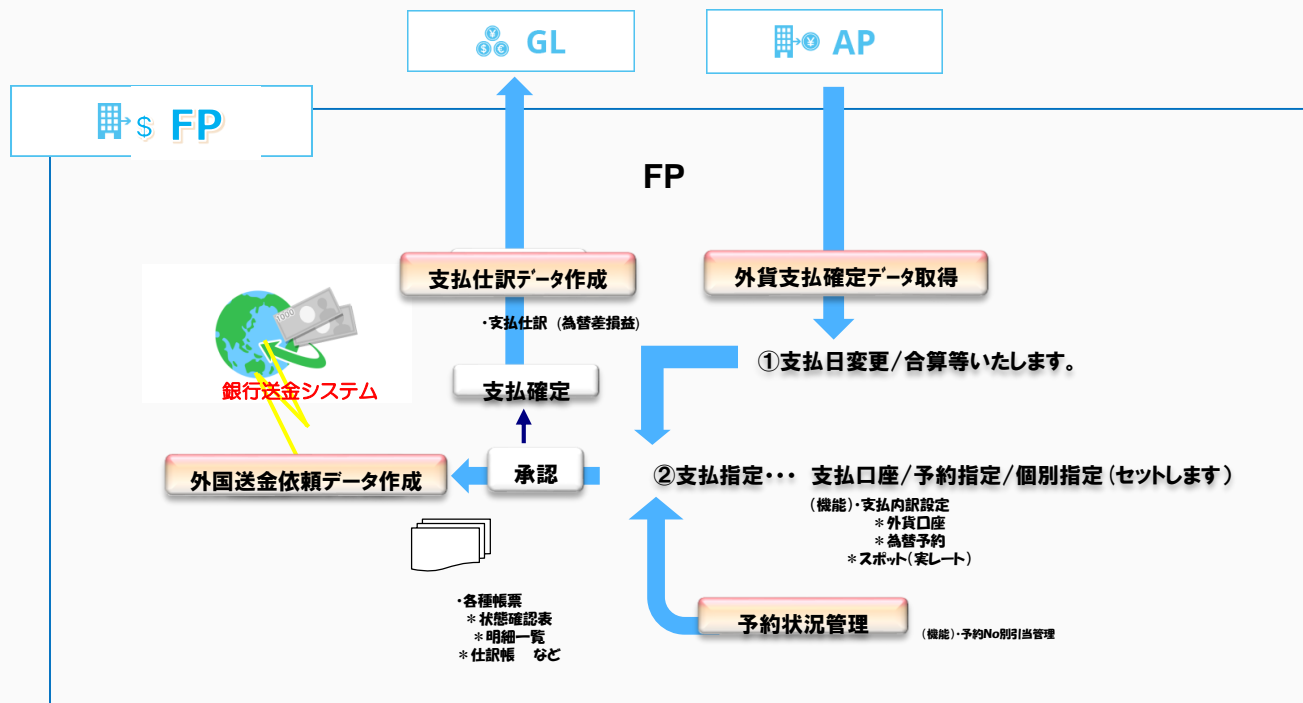 GL
AP
$ FP
FP
支払仕訳データ作成
外貨支払確定データ取得
・支払仕訳 (為替差損益)
①支払日変更/合算等いたします。
1000
銀行送金システム
支払確定
外国送金依頼データ作成
承認
②支払指定・・・ 支払口座/予約指定/個別指定(セットします)
(機能)・支払内訳設定
＊外貨口座
＊為替予約
＊スポット(実レート)
・各種帳票
＊状態確認表
＊明細一覧
＊仕訳帳 など
予約状況管理
(機能)・予約No別引当管理